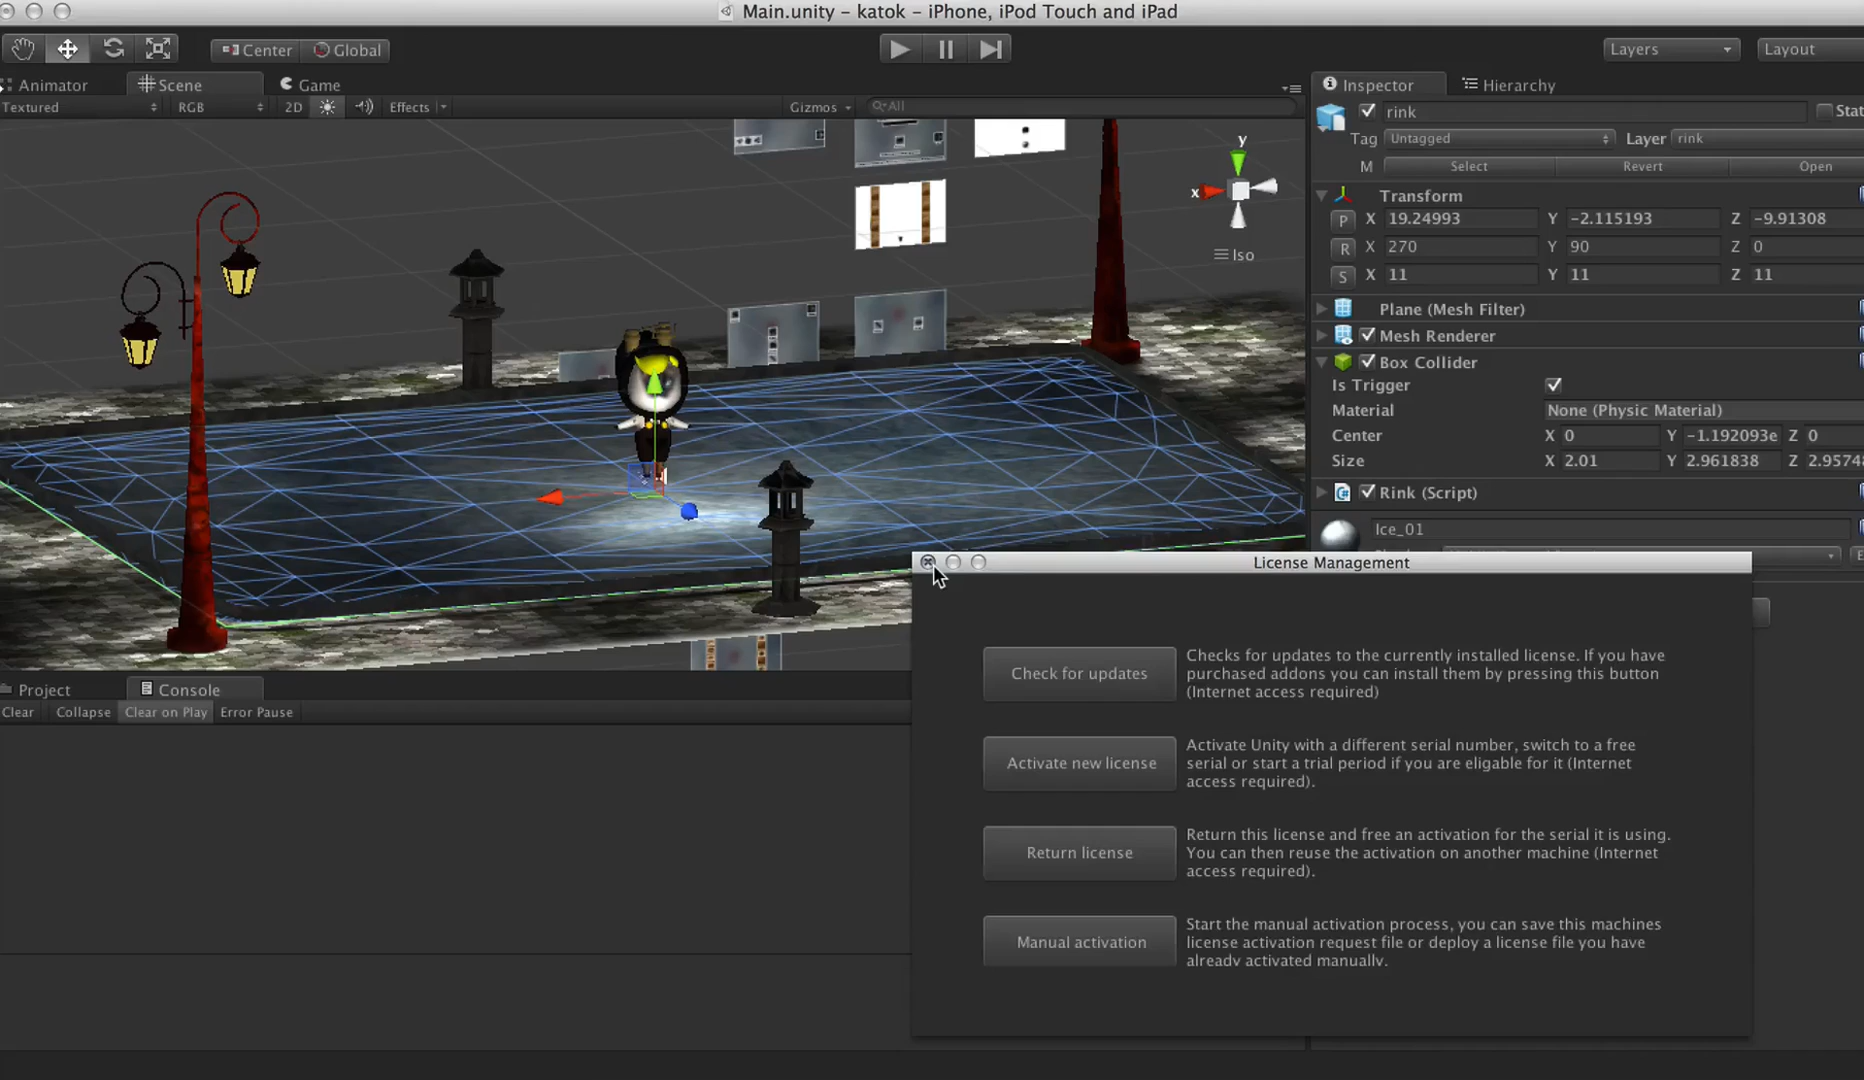 Main.unity – katok – iPhone, iPod Touch and iPad
Center Global Layers Layout
Animator Scene Game Inspector Hierarchy
Textured RGB 2D Effects Gizmos All
rink Stat
Tag Untagged Layer rink
M Select Revert Open
Transform
P X 19.24993 Y -2.115193 Z -9.91308
R X 270 Y 90 Z 0
S X 11 Y 11 Z 11
y
x
Iso
Plane (Mesh Filter)
Mesh Renderer
Box Collider
Is Trigger
Material None (Physic Material)
Center X 0 Y -1.192093e Z 0
Size X 2.01 Y 2.961838 Z 2.9574
Rink (Script)
Ice_01
E
License Management
Check for updates
Checks for updates to the currently installed license. If you have
purchased addons you can install them by pressing this button
(Internet access required)
Activate new license
Activate Unity with a different serial number, switch to a free
serial or start a trial period if you are eligable for it (Internet
access required).
Return license
Return this license and free an activation for the serial it is using.
You can then reuse the activation on another machine (Internet
access required).
Manual activation
Start the manual activation process, you can save this machines
license activation request file or deploy a license file you have
already activated manually.
Project Console
Clear Collapse Clear on Play Error Pause